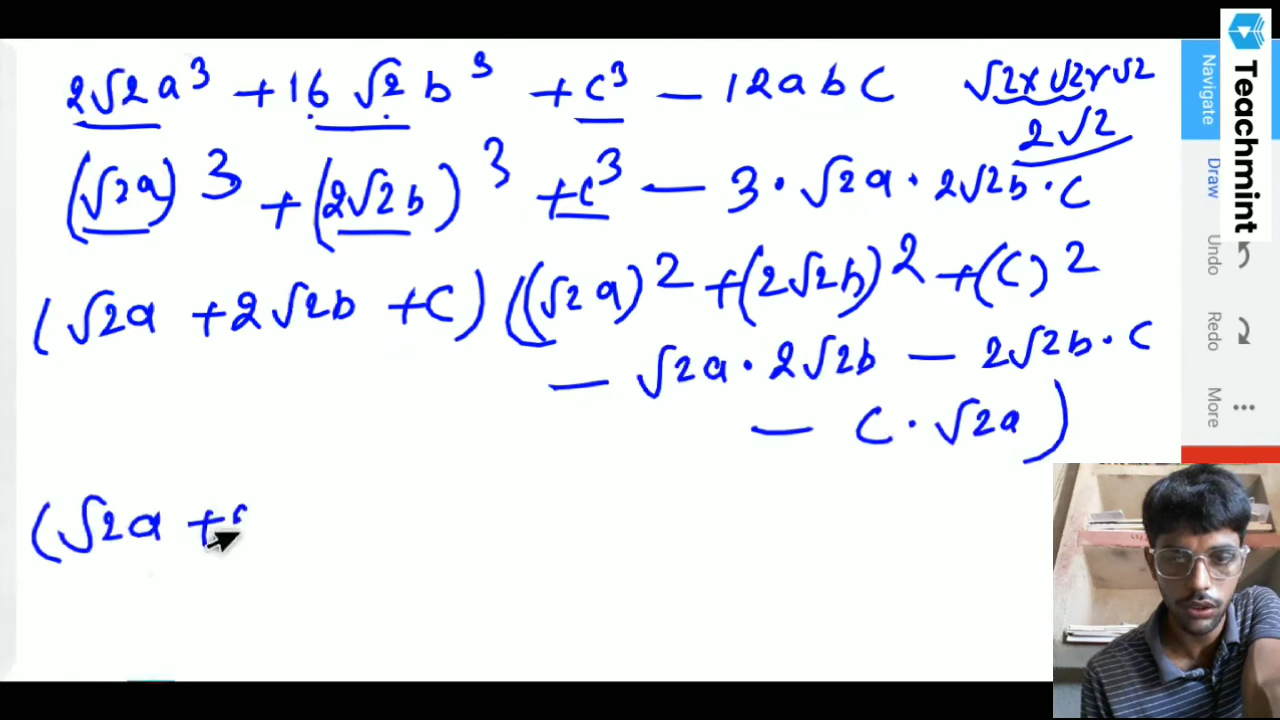 2√2a³ + 16√2b³ + c³ − 12abc
√2×√2×√2
2√2
(√2a)³ + (2√2b)³ + c³ − 3·√2a·2√2b·c
(√2a + 2√2b + c)((√2a)² + (2√2b)² + (c)²
− √2a·2√2b − 2√2b·c
− c·√2a)
(√2a +
Teachmint
Navigate
Draw
Undo
Redo
More